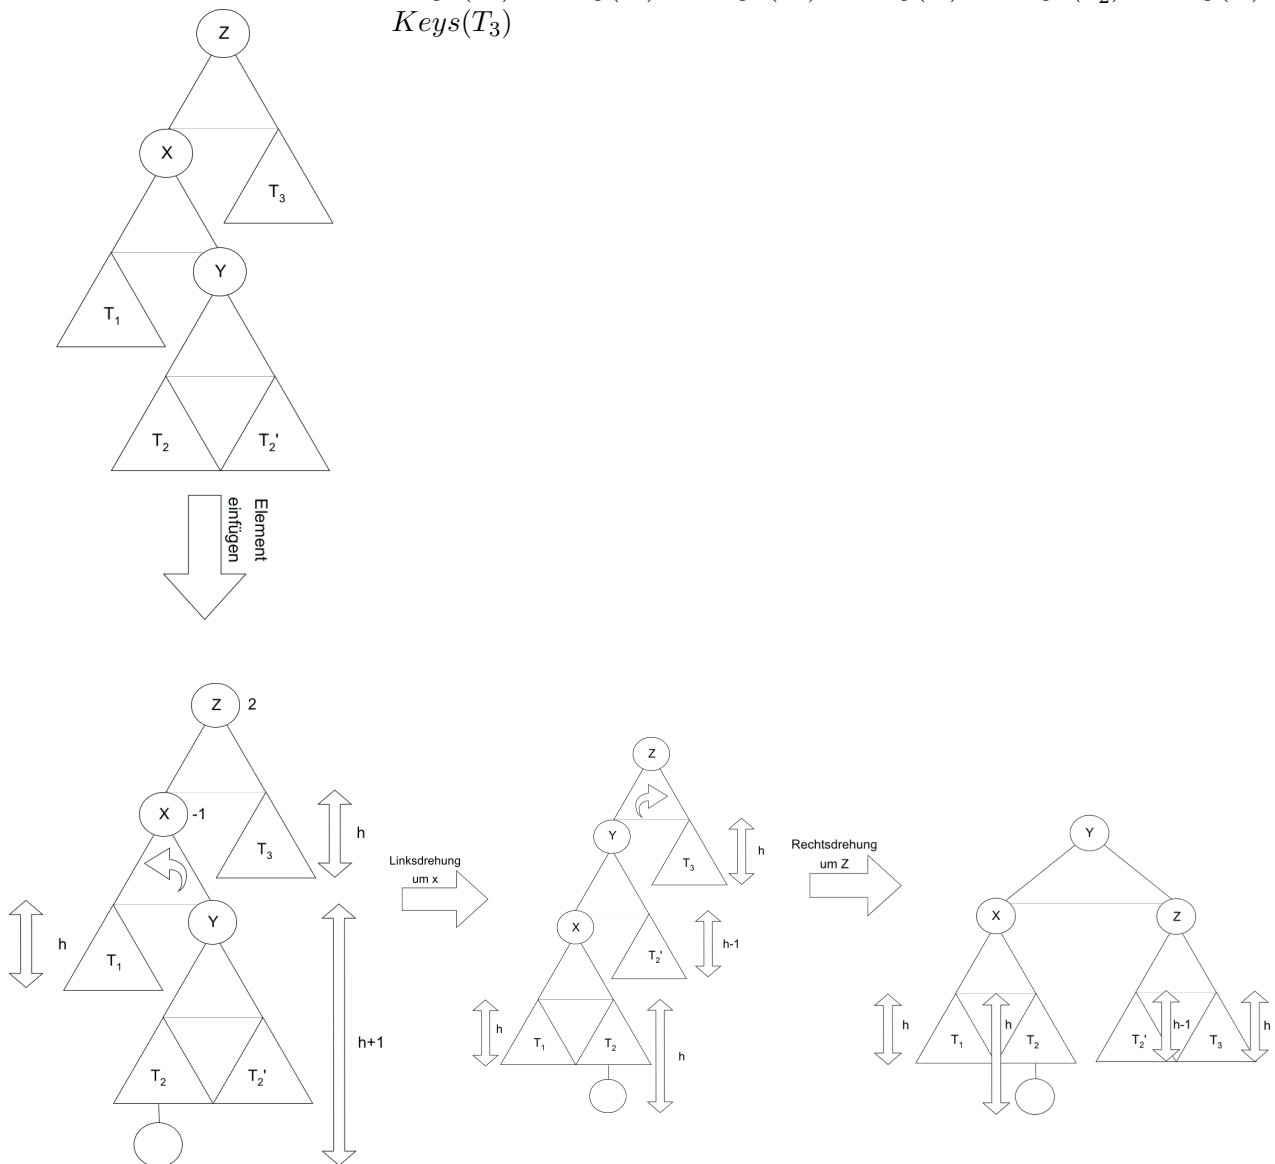 Keys(T₃)
Z
X
T₃
Y
T₁
T₂
T₂'
Element
einfügen
Z 2
X -1
T₃
h
h
T₁
Y
T₂
T₂'
h+1
Linksdrehung
um x
Z
Y
T₃
h
X
T₂'
h-1
h
T₁
T₂
h
Rechtsdrehung
um Z
Y
X
Z
h
T₁
h
T₂
T₂'
h-1
T₃
h